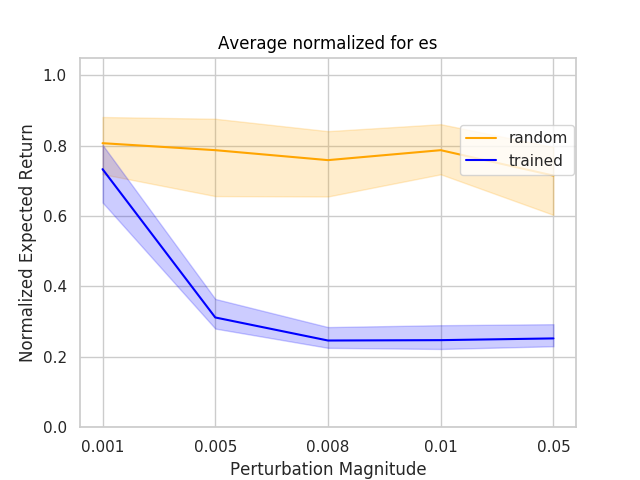 Average normalized for es
Normalized Expected Return
1.0
0.8
0.6
0.4
0.2
0.0
random
trained
0.001 0.005 0.008 0.01 0.05
Perturbation Magnitude